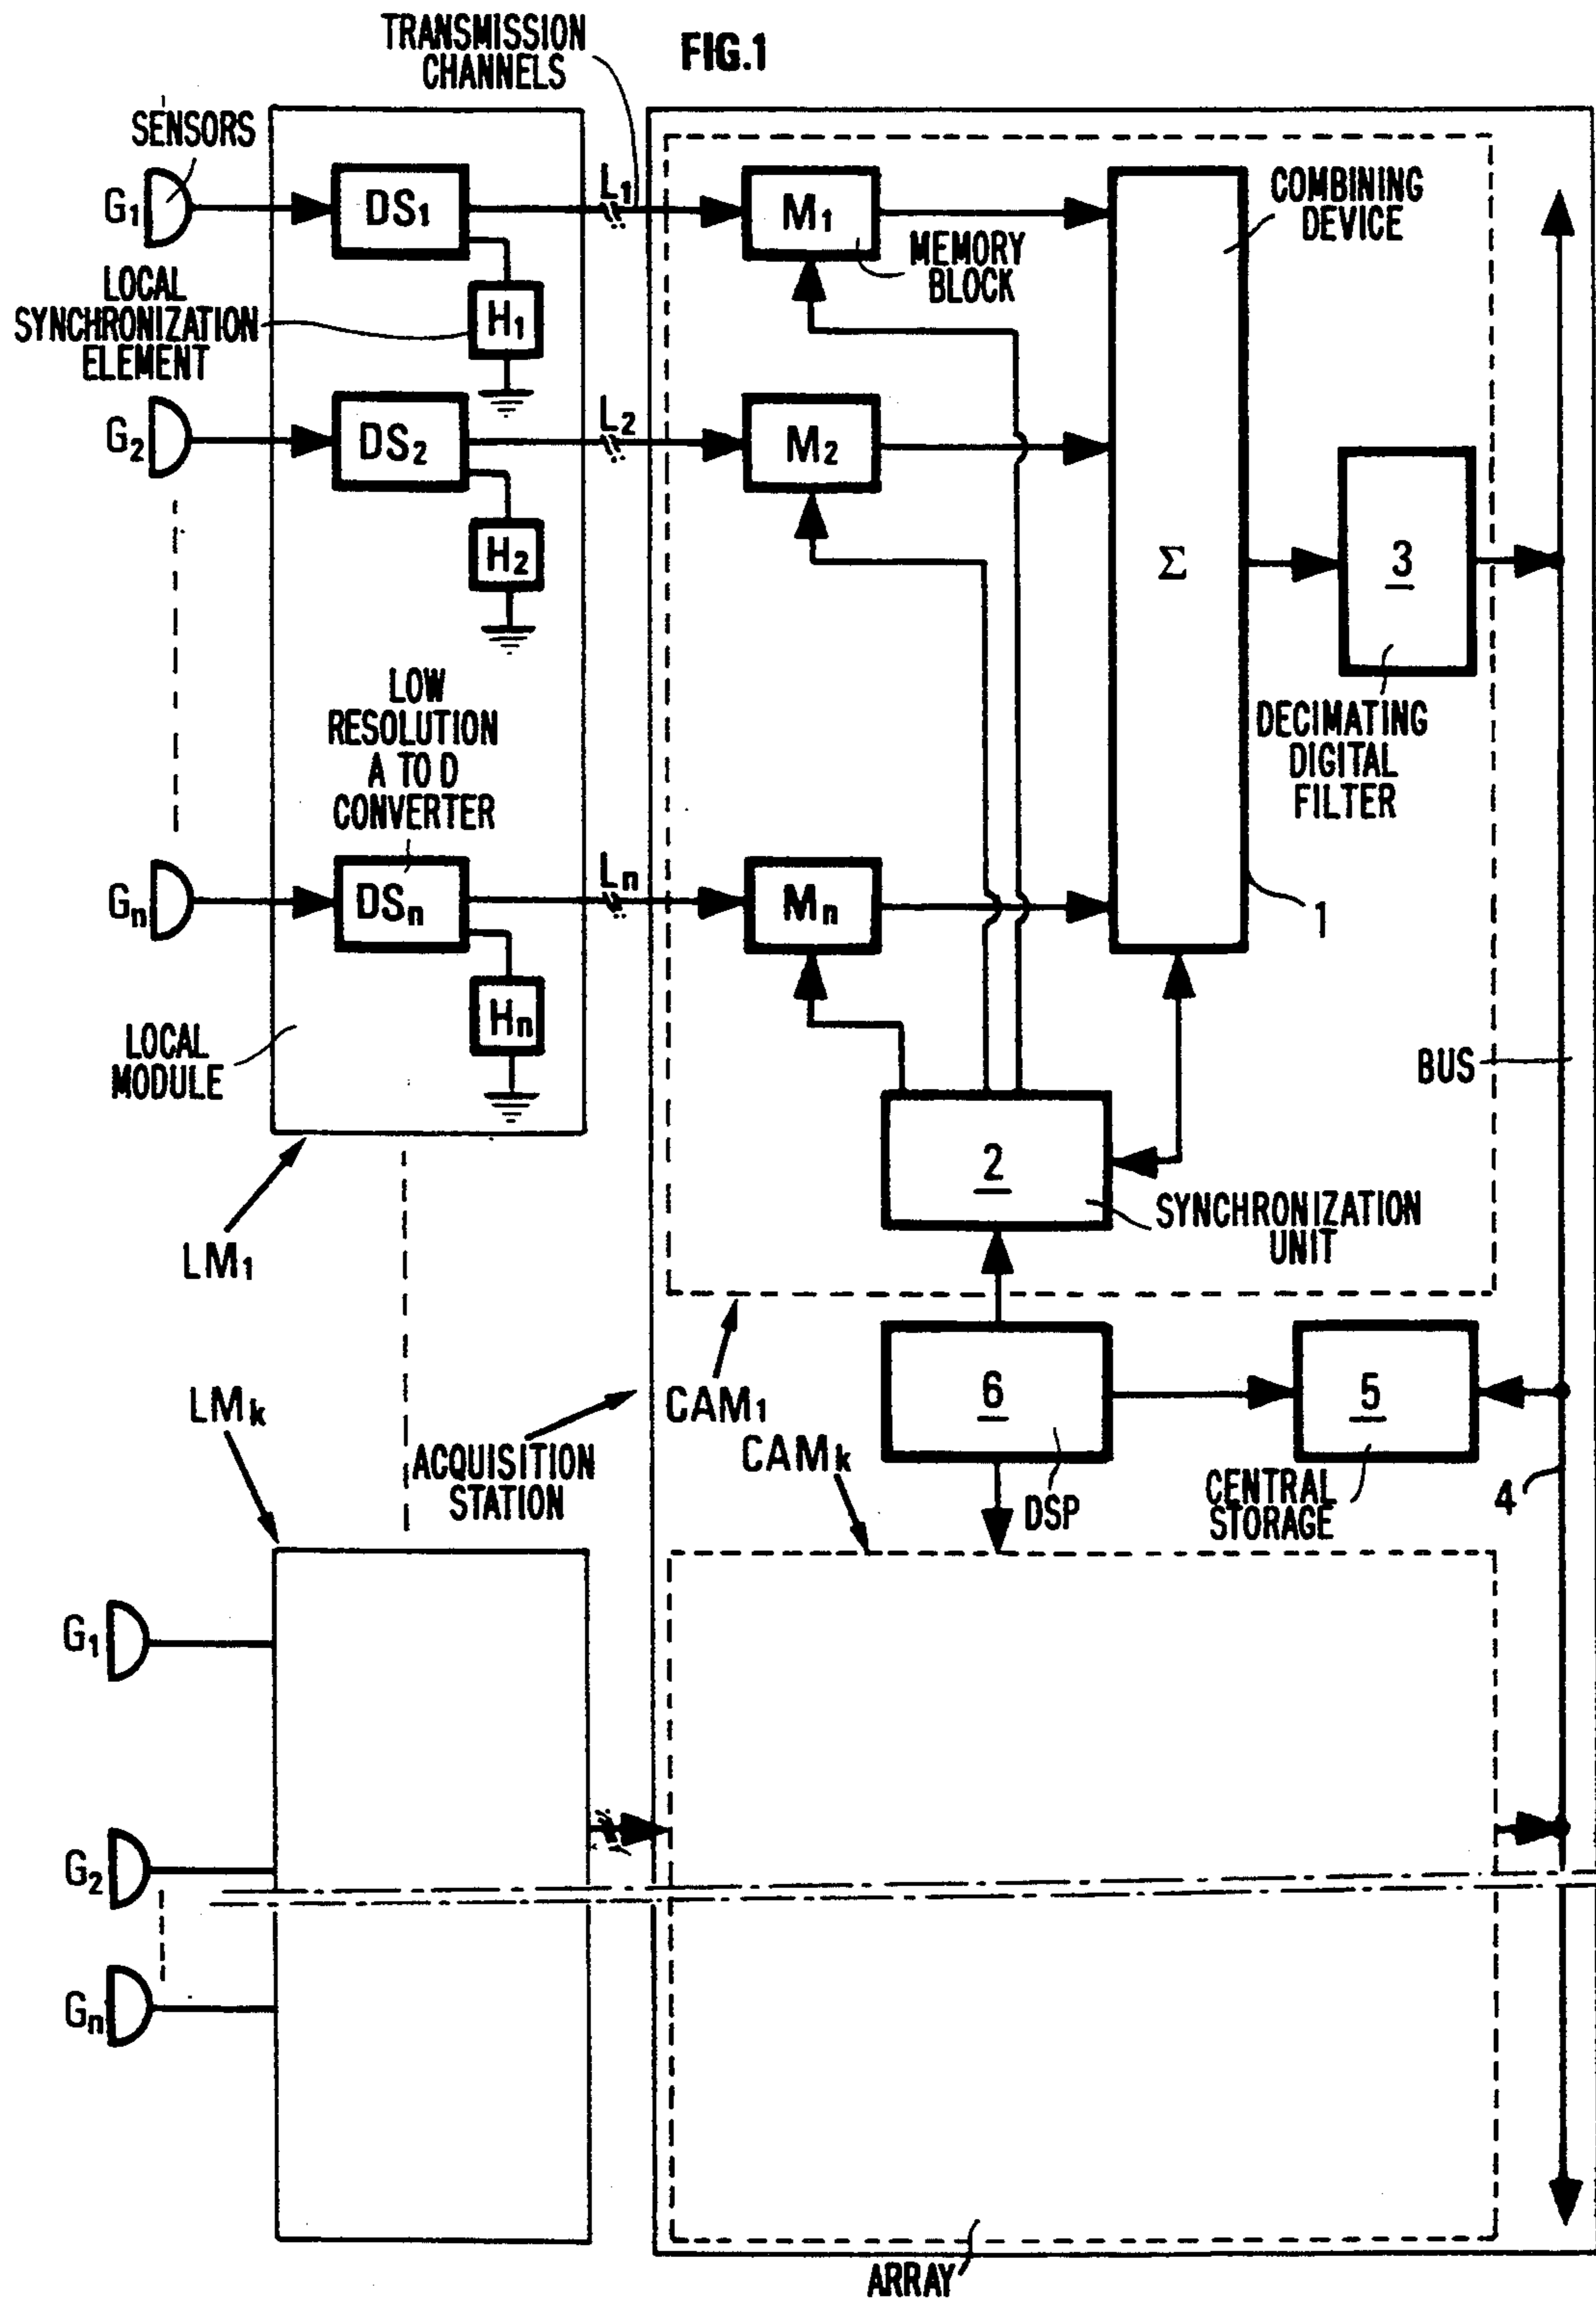 TRANSMISSION
CHANNELS
FIG.1
SENSORS
G1
DS1
L1
M1
MEMORY
BLOCK
COMBINING
DEVICE
LOCAL
SYNCHRONIZATION
ELEMENT
H1
G2
DS2
L2
M2
H2
Σ
3
LOW
RESOLUTION
A TO D
CONVERTER
DECIMATING
DIGITAL
FILTER
Gn
DSn
Ln
Mn
1
Hn
LOCAL
MODULE
BUS
2
SYNCHRONIZATION
UNIT
LM1
LMk
CAM1
6
5
ACQUISITION
STATION
CAMk
DSP
CENTRAL
STORAGE
4
G1
G2
Gn
ARRAY